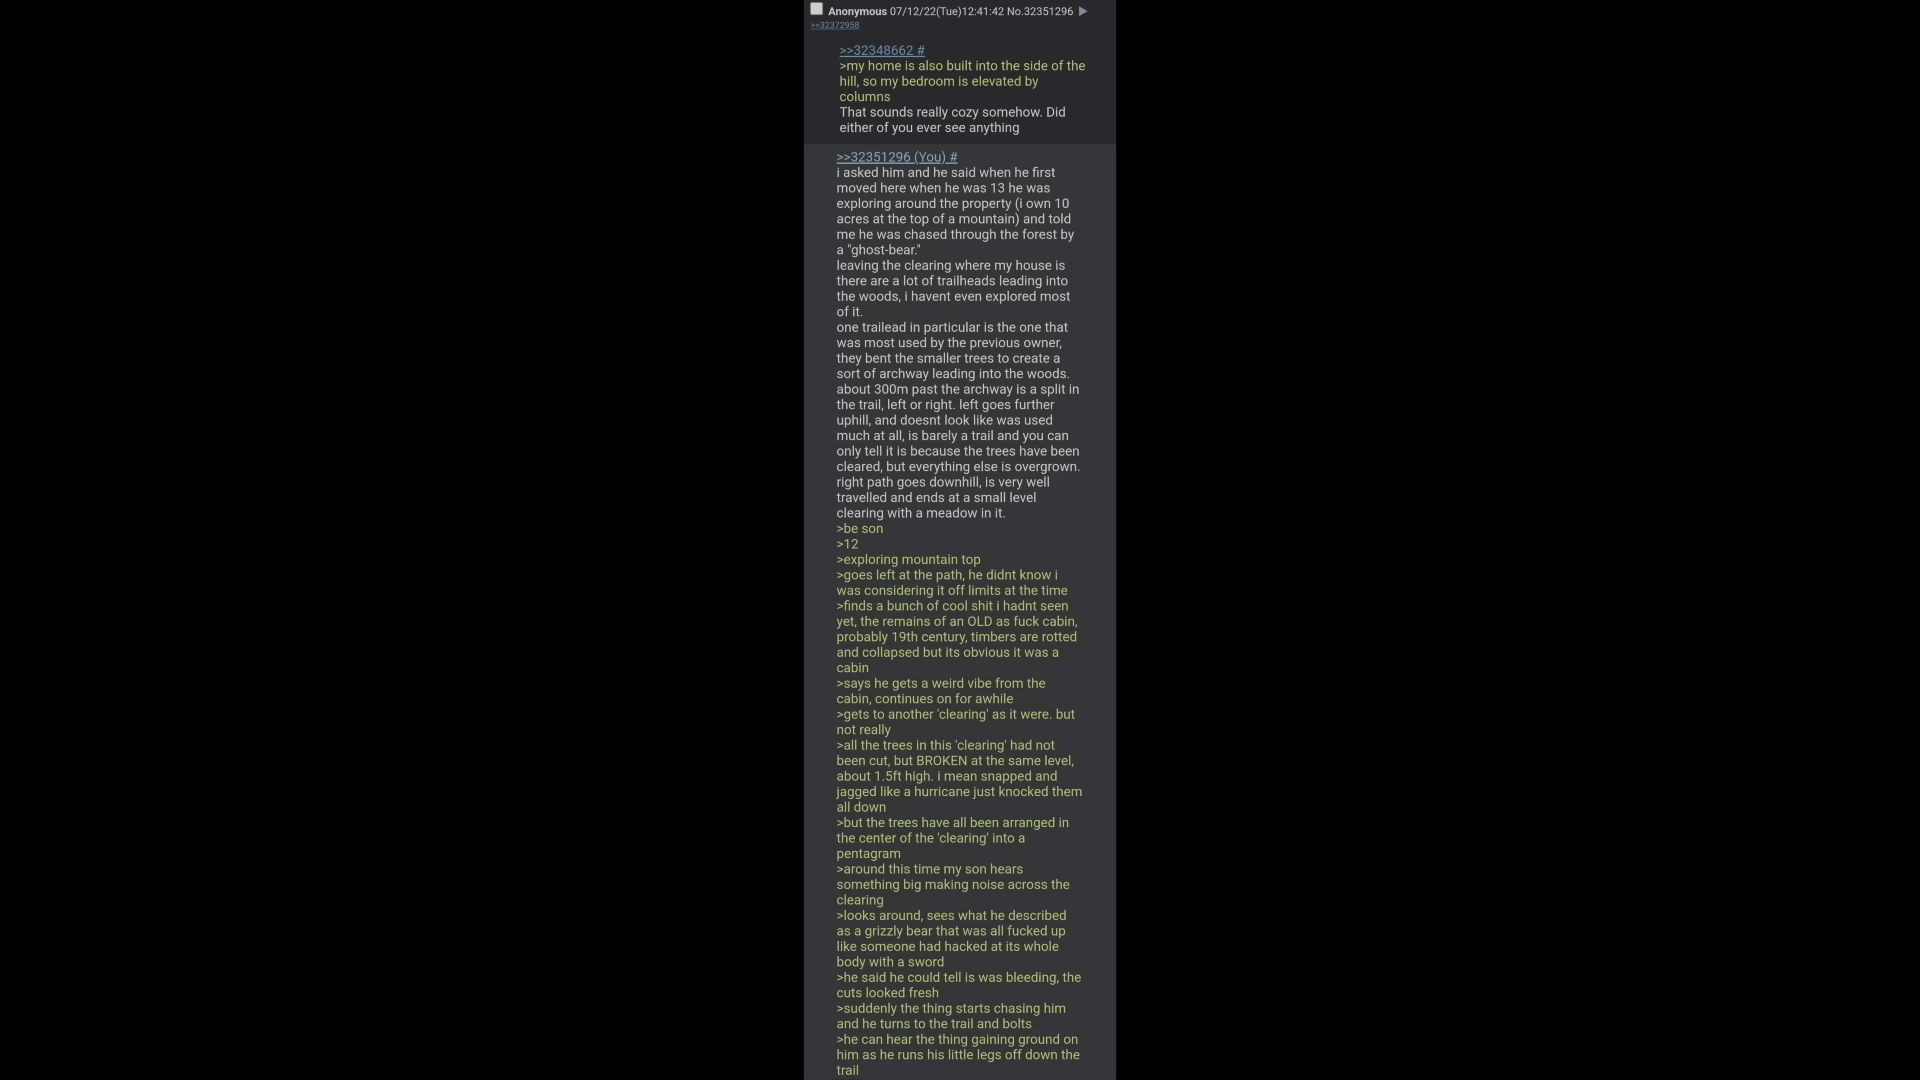 Anonymous 07/12/22(Tue)12:41:42 No.32351296 ▶
>>32372958
>>32348662 #
>my home is also built into the side of the
hill, so my bedroom is elevated by
columns
That sounds really cozy somehow. Did
either of you ever see anything
>>32351296 (You) #
i asked him and he said when he first
moved here when he was 13 he was
exploring around the property (i own 10
acres at the top of a mountain) and told
me he was chased through the forest by
a "ghost-bear."
leaving the clearing where my house is
there are a lot of trailheads leading into
the woods, i havent even explored most
of it.
one trailead in particular is the one that
was most used by the previous owner,
they bent the smaller trees to create a
sort of archway leading into the woods.
about 300m past the archway is a split in
the trail, left or right. left goes further
uphill, and doesnt look like was used
much at all, is barely a trail and you can
only tell it is because the trees have been
cleared, but everything else is overgrown.
right path goes downhill, is very well
travelled and ends at a small level
clearing with a meadow in it.
>be son
>12
>exploring mountain top
>goes left at the path, he didnt know i
was considering it off limits at the time
>finds a bunch of cool shit i hadnt seen
yet, the remains of an OLD as fuck cabin,
probably 19th century, timbers are rotted
and collapsed but its obvious it was a
cabin
>says he gets a weird vibe from the
cabin, continues on for awhile
>gets to another 'clearing' as it were. but
not really
>all the trees in this 'clearing' had not
been cut, but BROKEN at the same level,
about 1.5ft high. i mean snapped and
jagged like a hurricane just knocked them
all down
>but the trees have all been arranged in
the center of the 'clearing' into a
pentagram
>around this time my son hears
something big making noise across the
clearing
>looks around, sees what he described
as a grizzly bear that was all fucked up
like someone had hacked at its whole
body with a sword
>he said he could tell is was bleeding, the
cuts looked fresh
>suddenly the thing starts chasing him
and he turns to the trail and bolts
>he can hear the thing gaining ground on
him as he runs his little legs off down the
trail